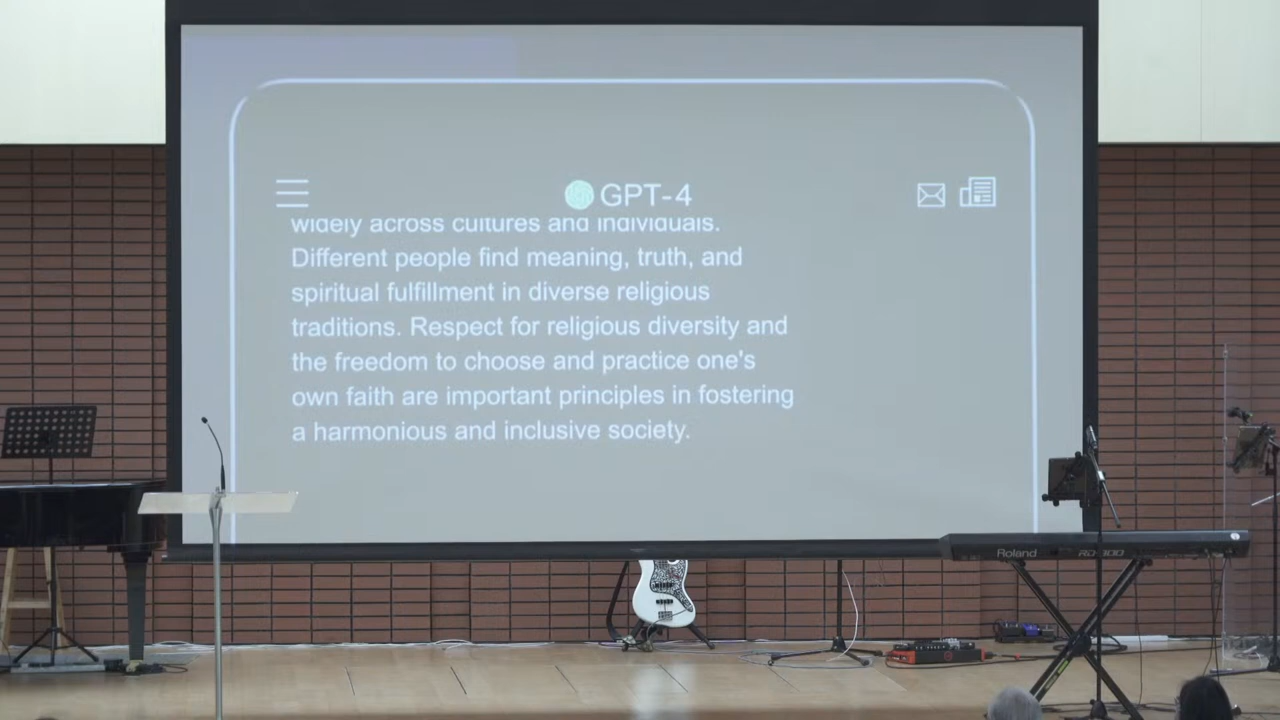 GPT-4
widely across cultures and individuals.
Different people find meaning, truth, and
spiritual fulfillment in diverse religious
traditions. Respect for religious diversity and
the freedom to choose and practice one's
own faith are important principles in fostering
a harmonious and inclusive society.
Roland